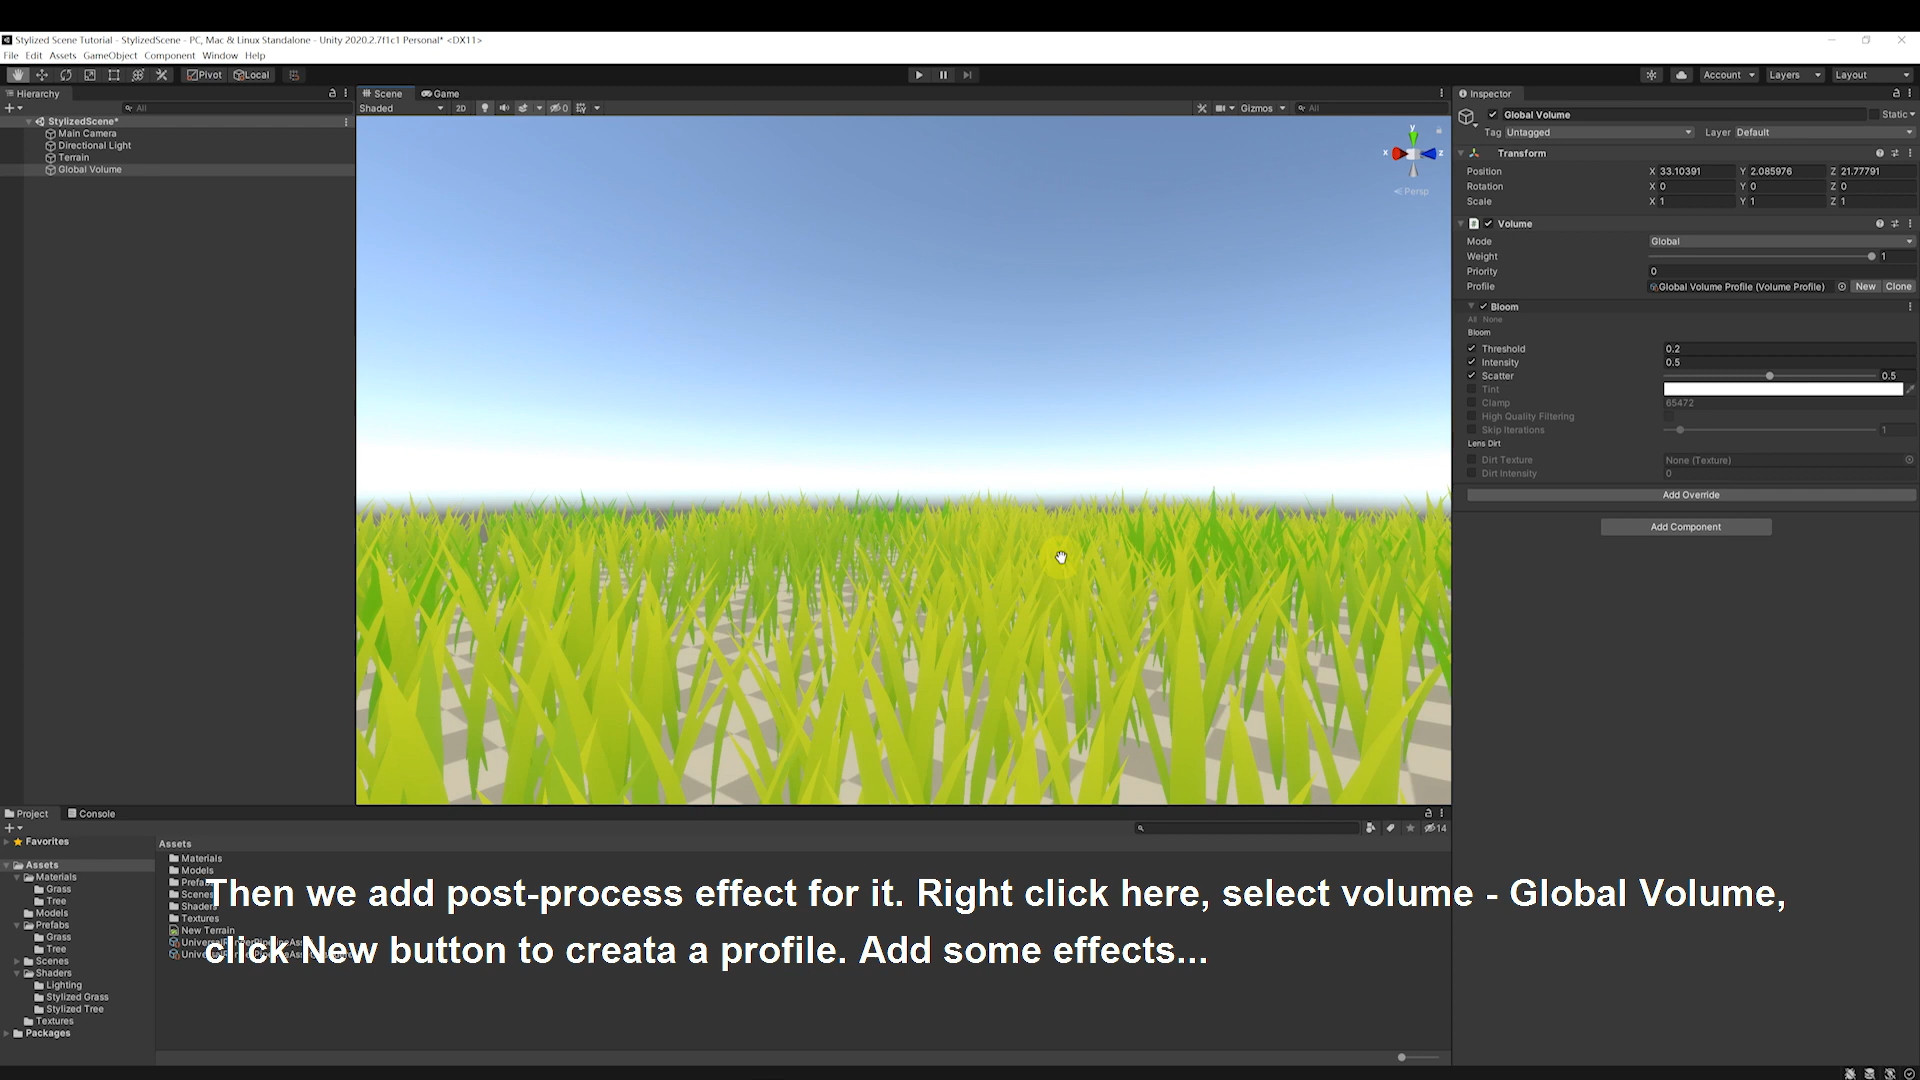 Stylized Scene Tutorial - StylizedScene - PC, Mac & Linux Standalone - Unity 2020.2.7f1c1 Personal* <DX11>
File Edit Assets GameObject Component Window Help
Pivot Local Account Layers Layout
Hierarchy
All
StylizedScene*
Main Camera
Directional Light
Terrain
Global Volume
Scene Game
Shaded 2D 0 Gizmos All
y
x z
Persp
Inspector
Global Volume Static
Tag Untagged Layer Default
Transform
Position X 33.10391 Y 2.085976 Z 21.77791
Rotation X 0 Y 0 Z 0
Scale X 1 Y 1 Z 1
Volume
Mode Global
Weight 1
Priority 0
Profile Global Volume Profile (Volume Profile) New Clone
Bloom
All None
Bloom
Threshold 0.2
Intensity 0.5
Scatter 0.5
Tint
Clamp 65472
High Quality Filtering
Skip Iterations 1
Lens Dirt
Dirt Texture None (Texture)
Dirt Intensity 0
Add Override
Add Component
Project Console
14
Favorites
Assets
Materials
Grass
Tree
Models
Prefabs
Grass
Tree
Scenes
Shaders
Lighting
Stylized Grass
Stylized Tree
Textures
Packages
Assets
Materials
Models
Prefabs
Scenes
Shaders
Textures
New Terrain
Then we add post-process effect for it. Right click here, select volume - Global Volume,
click New button to creata a profile. Add some effects...